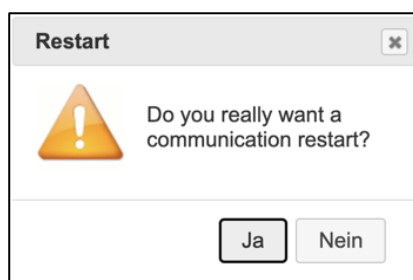 Restart
Do you really want a
communication restart?
Ja
Nein